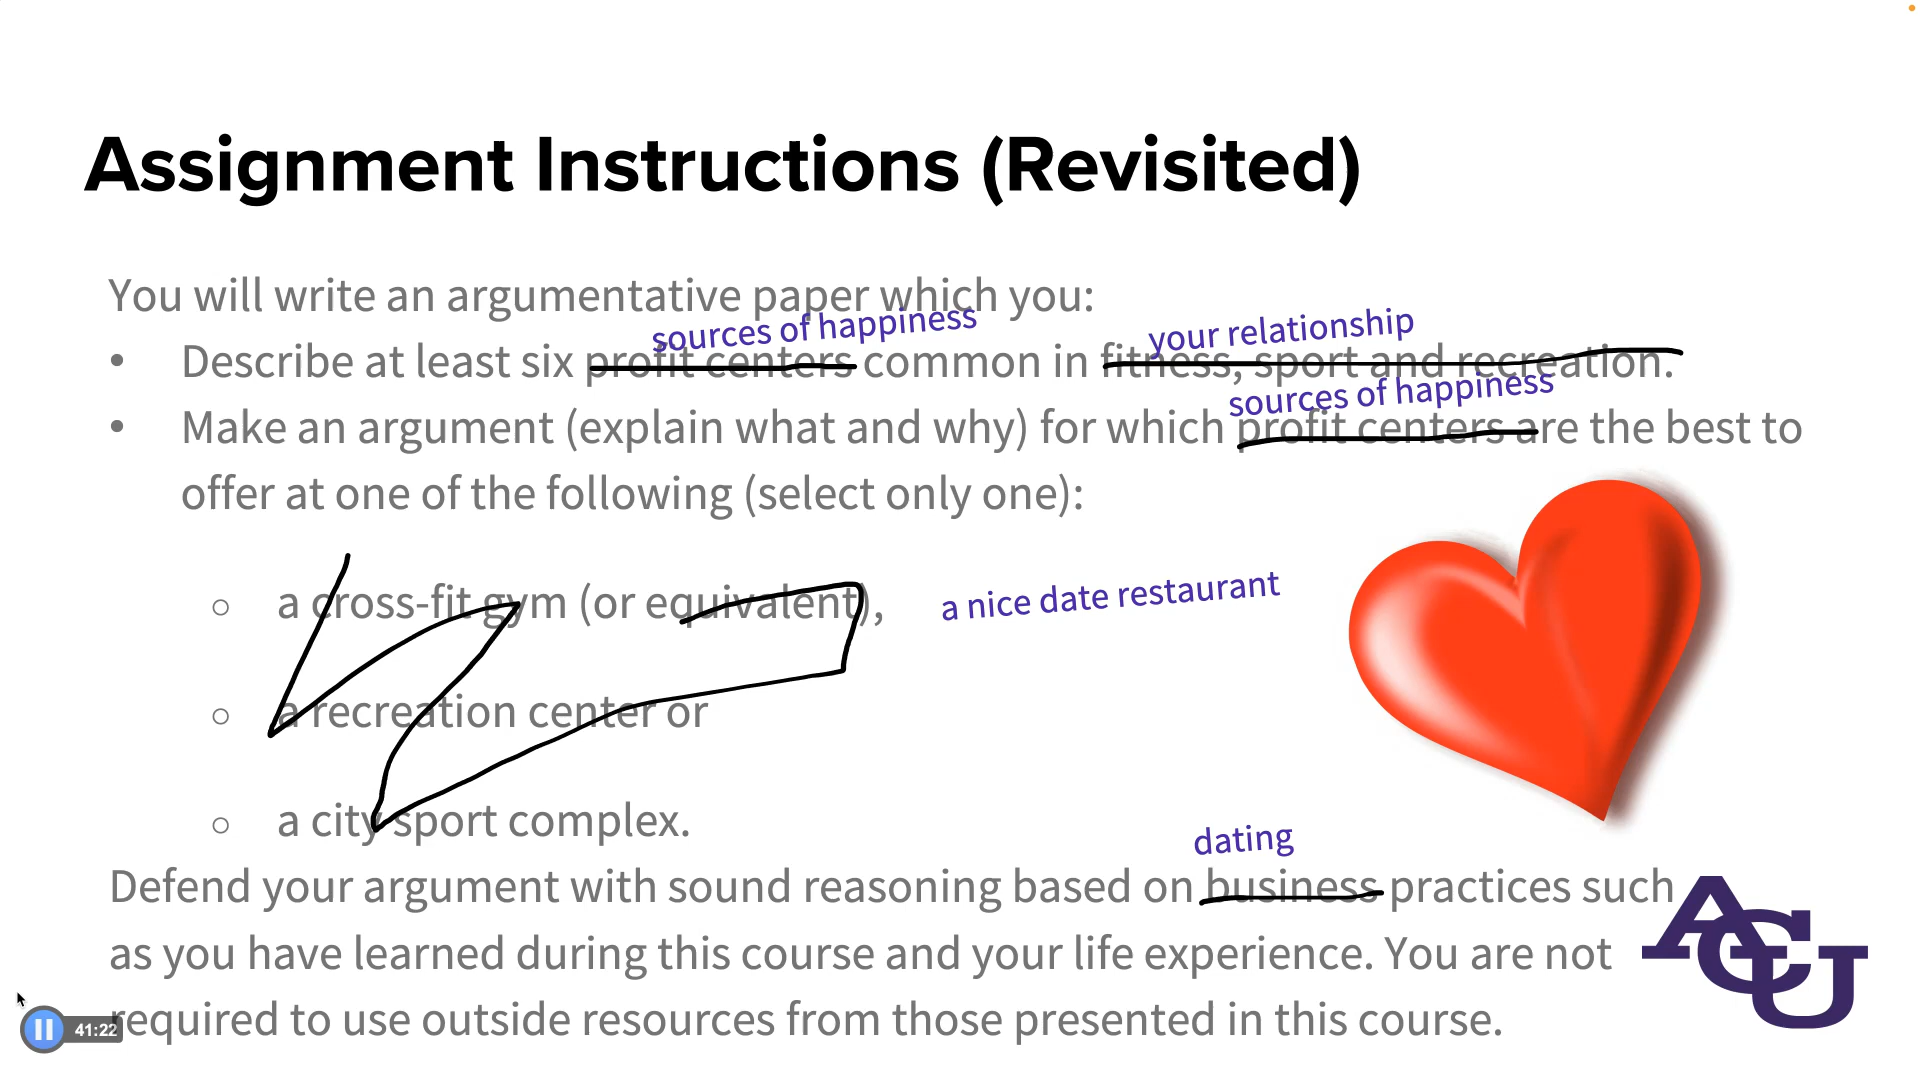 Assignment Instructions (Revisited)
You will write an argumentative paper which you:
sources of happiness
your relationship
• Describe at least six profit centers common in fitness, sport and recreation.
sources of happiness
• Make an argument (explain what and why) for which profit centers are the best to
offer at one of the following (select only one):
○ a cross-fit gym (or equivalent),
a nice date restaurant
○ a recreation center or
○ a city sport complex.
dating
Defend your argument with sound reasoning based on business practices such
as you have learned during this course and your life experience. You are not
required to use outside resources from those presented in this course.
ACU
41:22